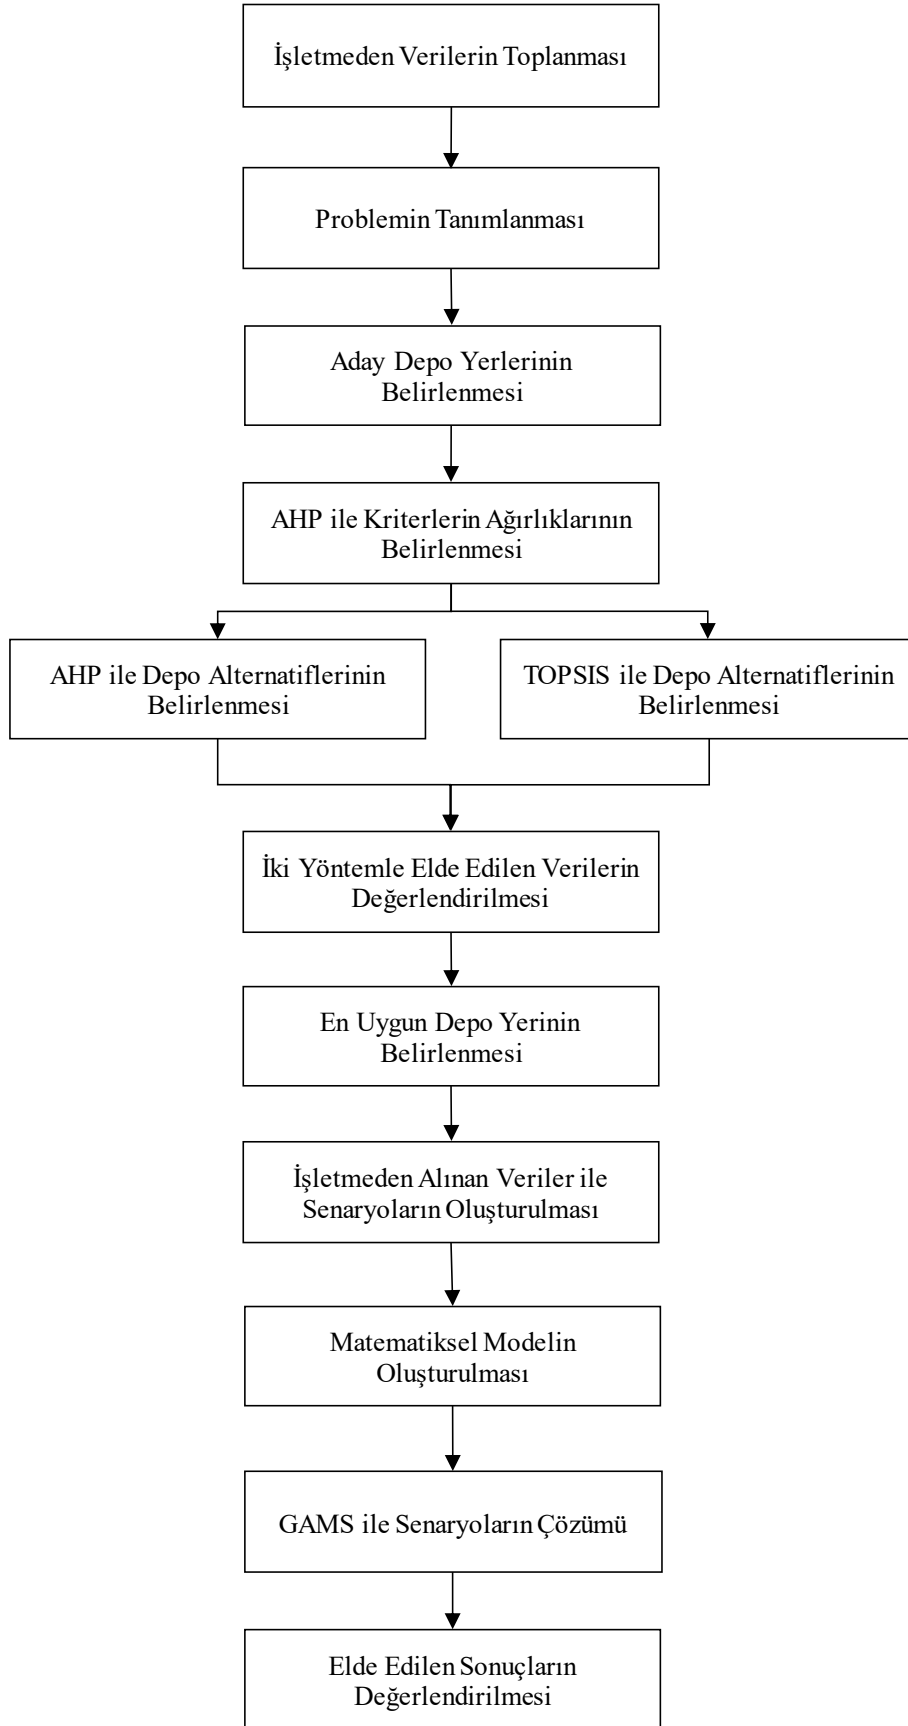 İşletmeden Verilerin Toplanması
Problemin Tanımlanması
Aday Depo Yerlerinin
Belirlenmesi
AHP ile Kriterlerin Ağırlıklarının
Belirlenmesi
AHP ile Depo Alternatiflerinin
Belirlenmesi
TOPSIS ile Depo Alternatiflerinin
Belirlenmesi
İki Yöntemle Elde Edilen Verilerin
Değerlendirilmesi
En Uygun Depo Yerinin
Belirlenmesi
İşletmeden Alınan Veriler ile
Senaryoların Oluşturulması
Matematiksel Modelin
Oluşturulması
GAMS ile Senaryoların Çözümü
Elde Edilen Sonuçların
Değerlendirilmesi